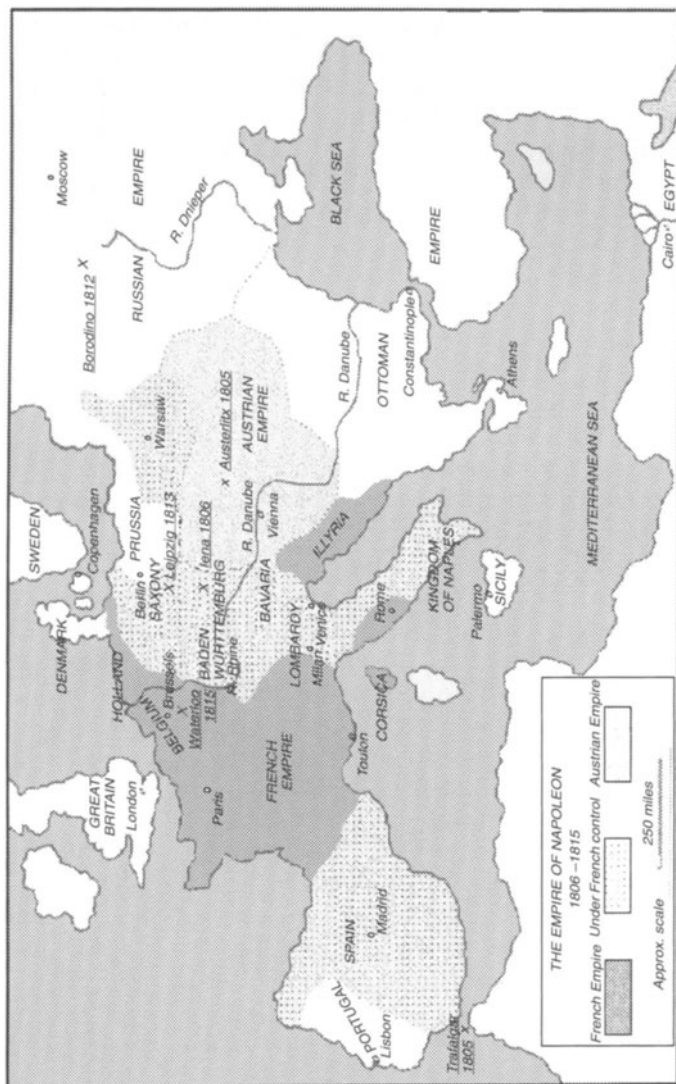 SWEDEN
DENMARK
Copenhagen
Moscow
Borodino 1812 X
EMPIRE
RUSSIAN
R. Dnieper
GREAT
BRITAIN
London
HOLLAND
PRUSSIA
Berlin
SAXONY
X Leipzig 1813
Warsaw
BELGIUM
Brussels
X
Waterloo
1815
X Iena 1806
X Austerlitx 1805
AUSTRIAN
EMPIRE
BADEN
WÜRTTEMBURG
R. Rhine
R. Danube
Vienna
BAVARIA
Paris
FRENCH
EMPIRE
LOMBARDY
Milan
Venice
ILLYRIA
R. Danube
BLACK SEA
OTTOMAN
EMPIRE
Constantinople
Toulon
CORSICA
Rome
KINGDOM
OF NAPLES
Palermo
SICILY
Athens
SPAIN
Madrid
PORTUGAL
Lisbon
Trafalgar
1805 X
MEDITERRANEAN SEA
Cairo
EGYPT
THE EMPIRE OF NAPOLEON
1806 – 1815
French Empire Under French control Austrian Empire
Approx. scale 250 miles